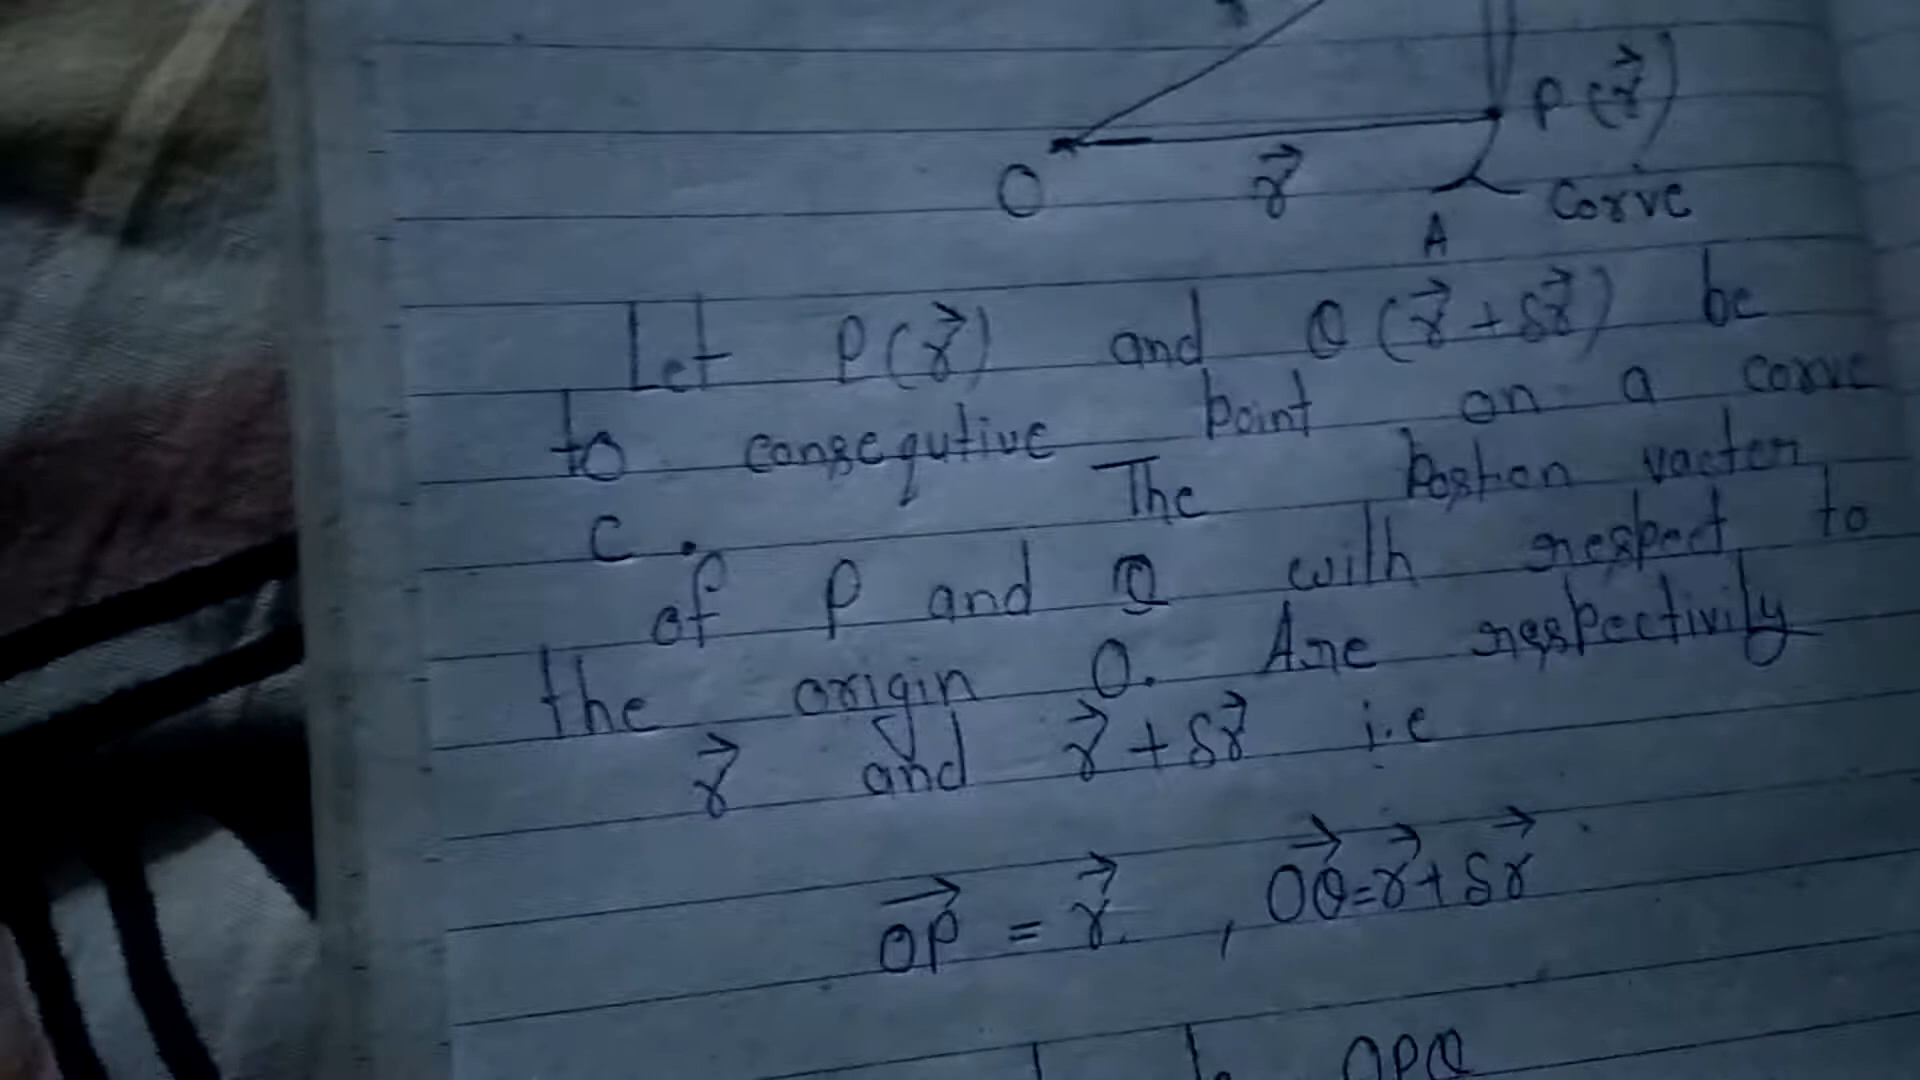 P(r⃗)
O r⃗ Corve
A
Let P(r⃗) and Q(r⃗+δr⃗) be
to consequtive point on a corve
C. The postion vacter
of P and Q with respect to
the origin O. Are respectivily
r⃗ and r⃗+δr⃗ i.e
OP⃗ = r⃗ , OQ⃗=r⃗+δr⃗
OPQ